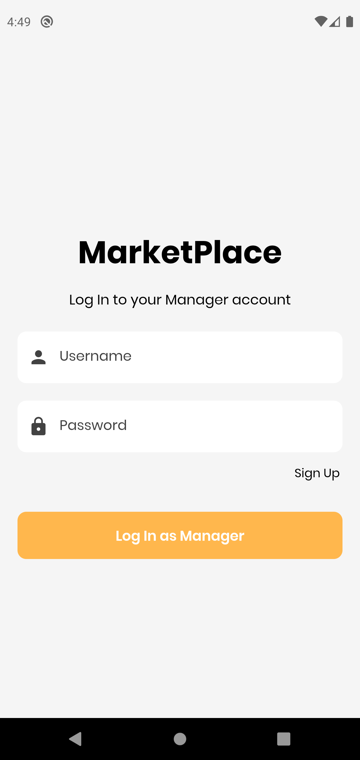 4:49
MarketPlace
Log In to your Manager account
Username
Password
Sign Up
Log In as Manager